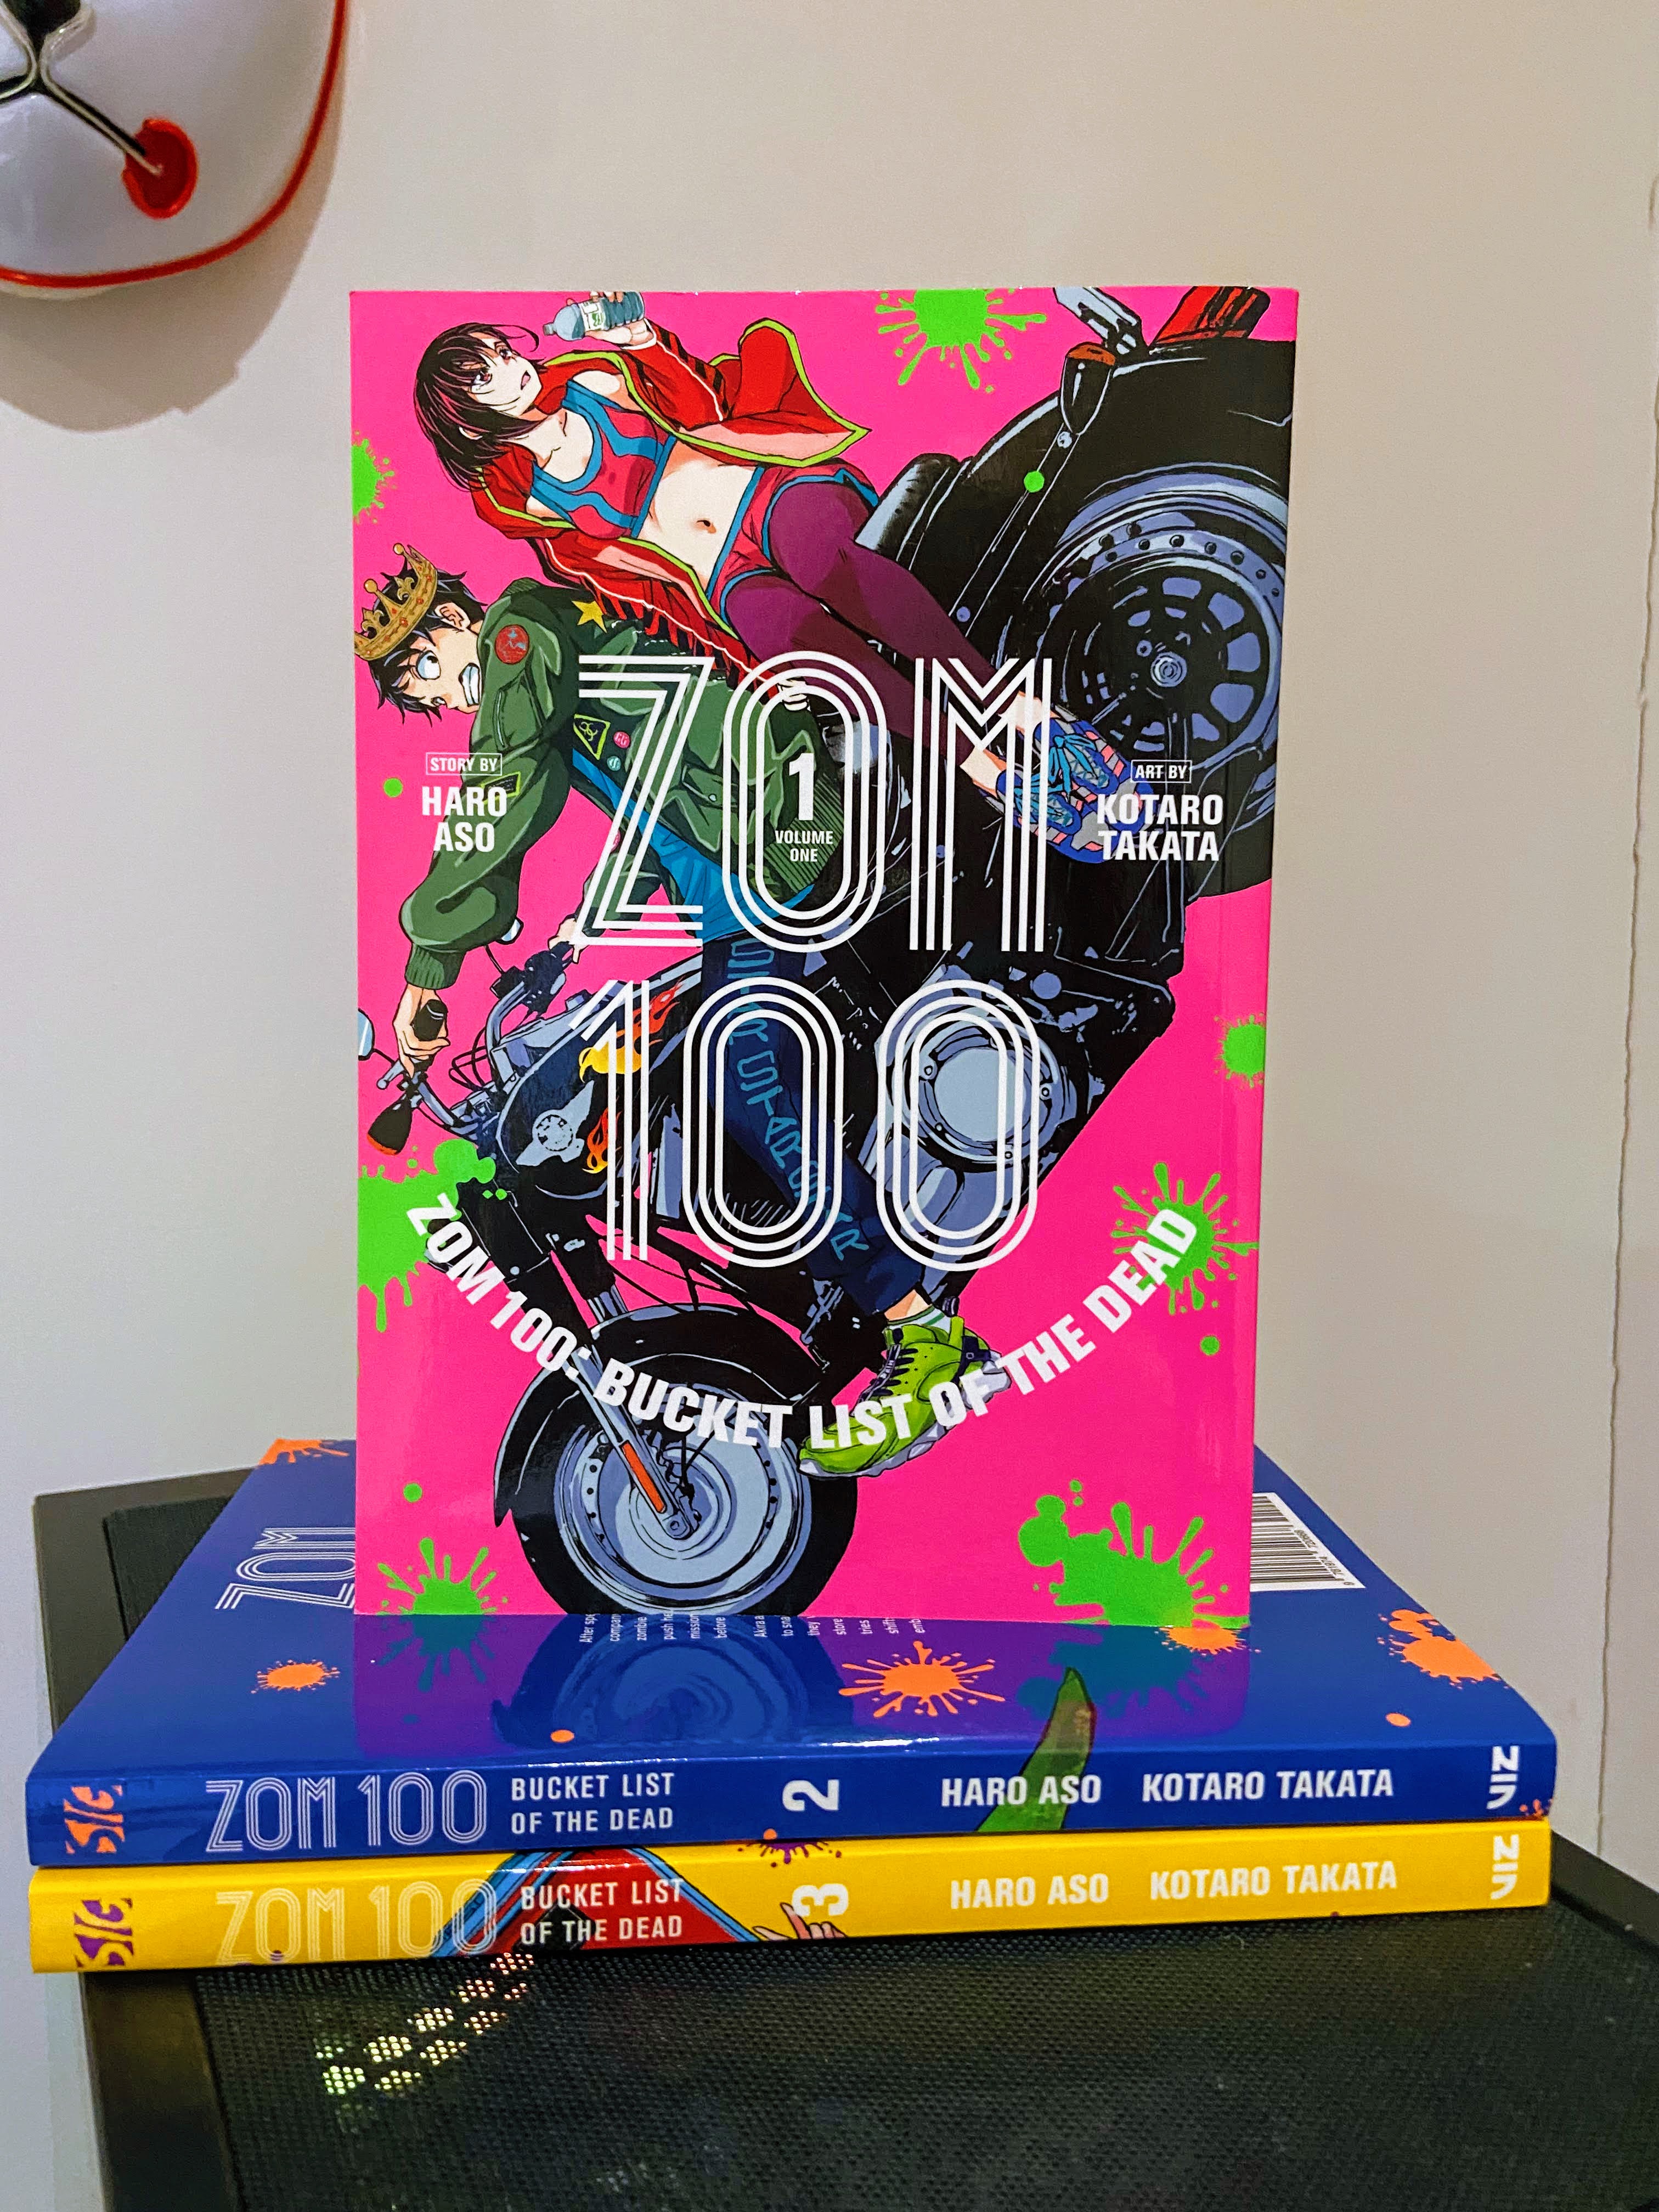 STORY BY
HARO
ASO
ZOM
1
VOLUME
ONE
ART BY
KOTARO
TAKATA
100
ZOM 100: BUCKET LIST OF THE DEAD
ZOM
ZOM 100 BUCKET LIST
OF THE DEAD
2
HARO ASO KOTARO TAKATA
VIZ
ZOM 100 BUCKET LIST
OF THE DEAD
3
HARO ASO KOTARO TAKATA
VIZ